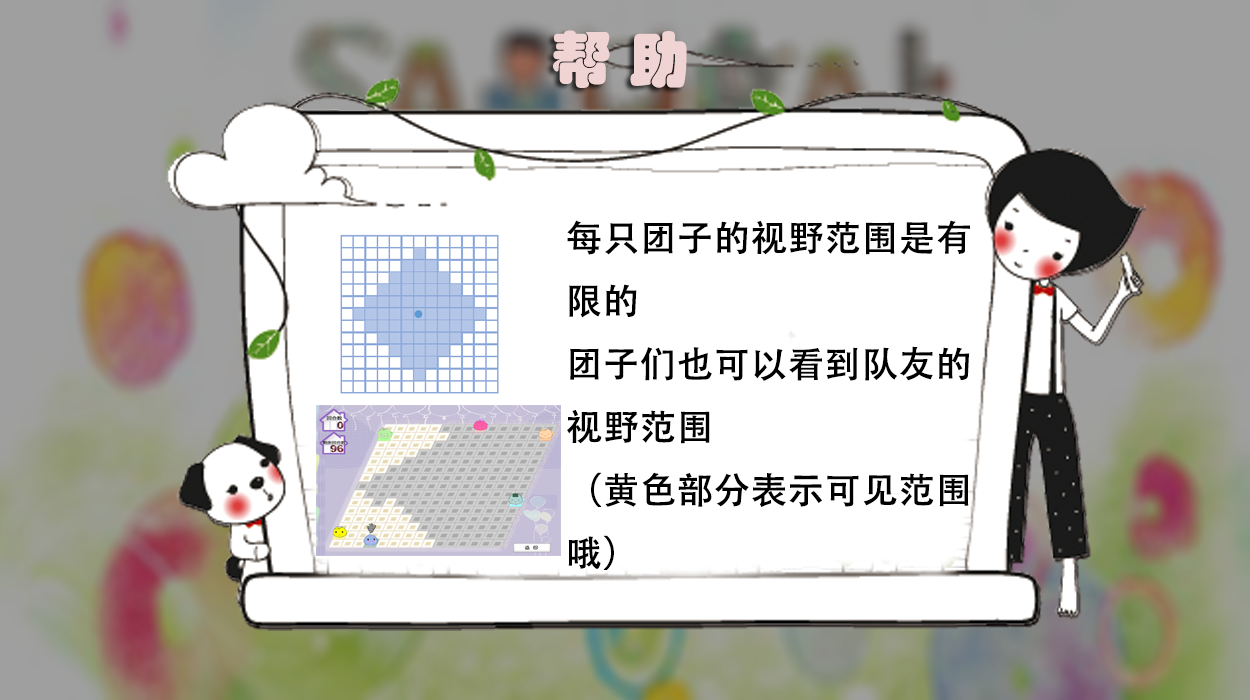 帮助
每只团子的视野范围是有
限的
团子们也可以看到队友的
视野范围
（黄色部分表示可见范围
哦）
0
96